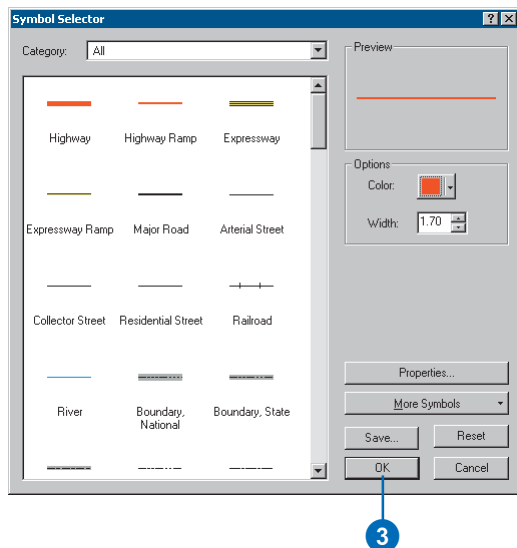 Symbol Selector
Category: All
Highway Highway Ramp Expressway
Expressway Ramp Major Road Arterial Street
Collector Street Residential Street Railroad
River Boundary, National Boundary, State
Preview
Options
Color:
Width: 1.70
Properties...
More Symbols
Save... Reset
OK Cancel
3